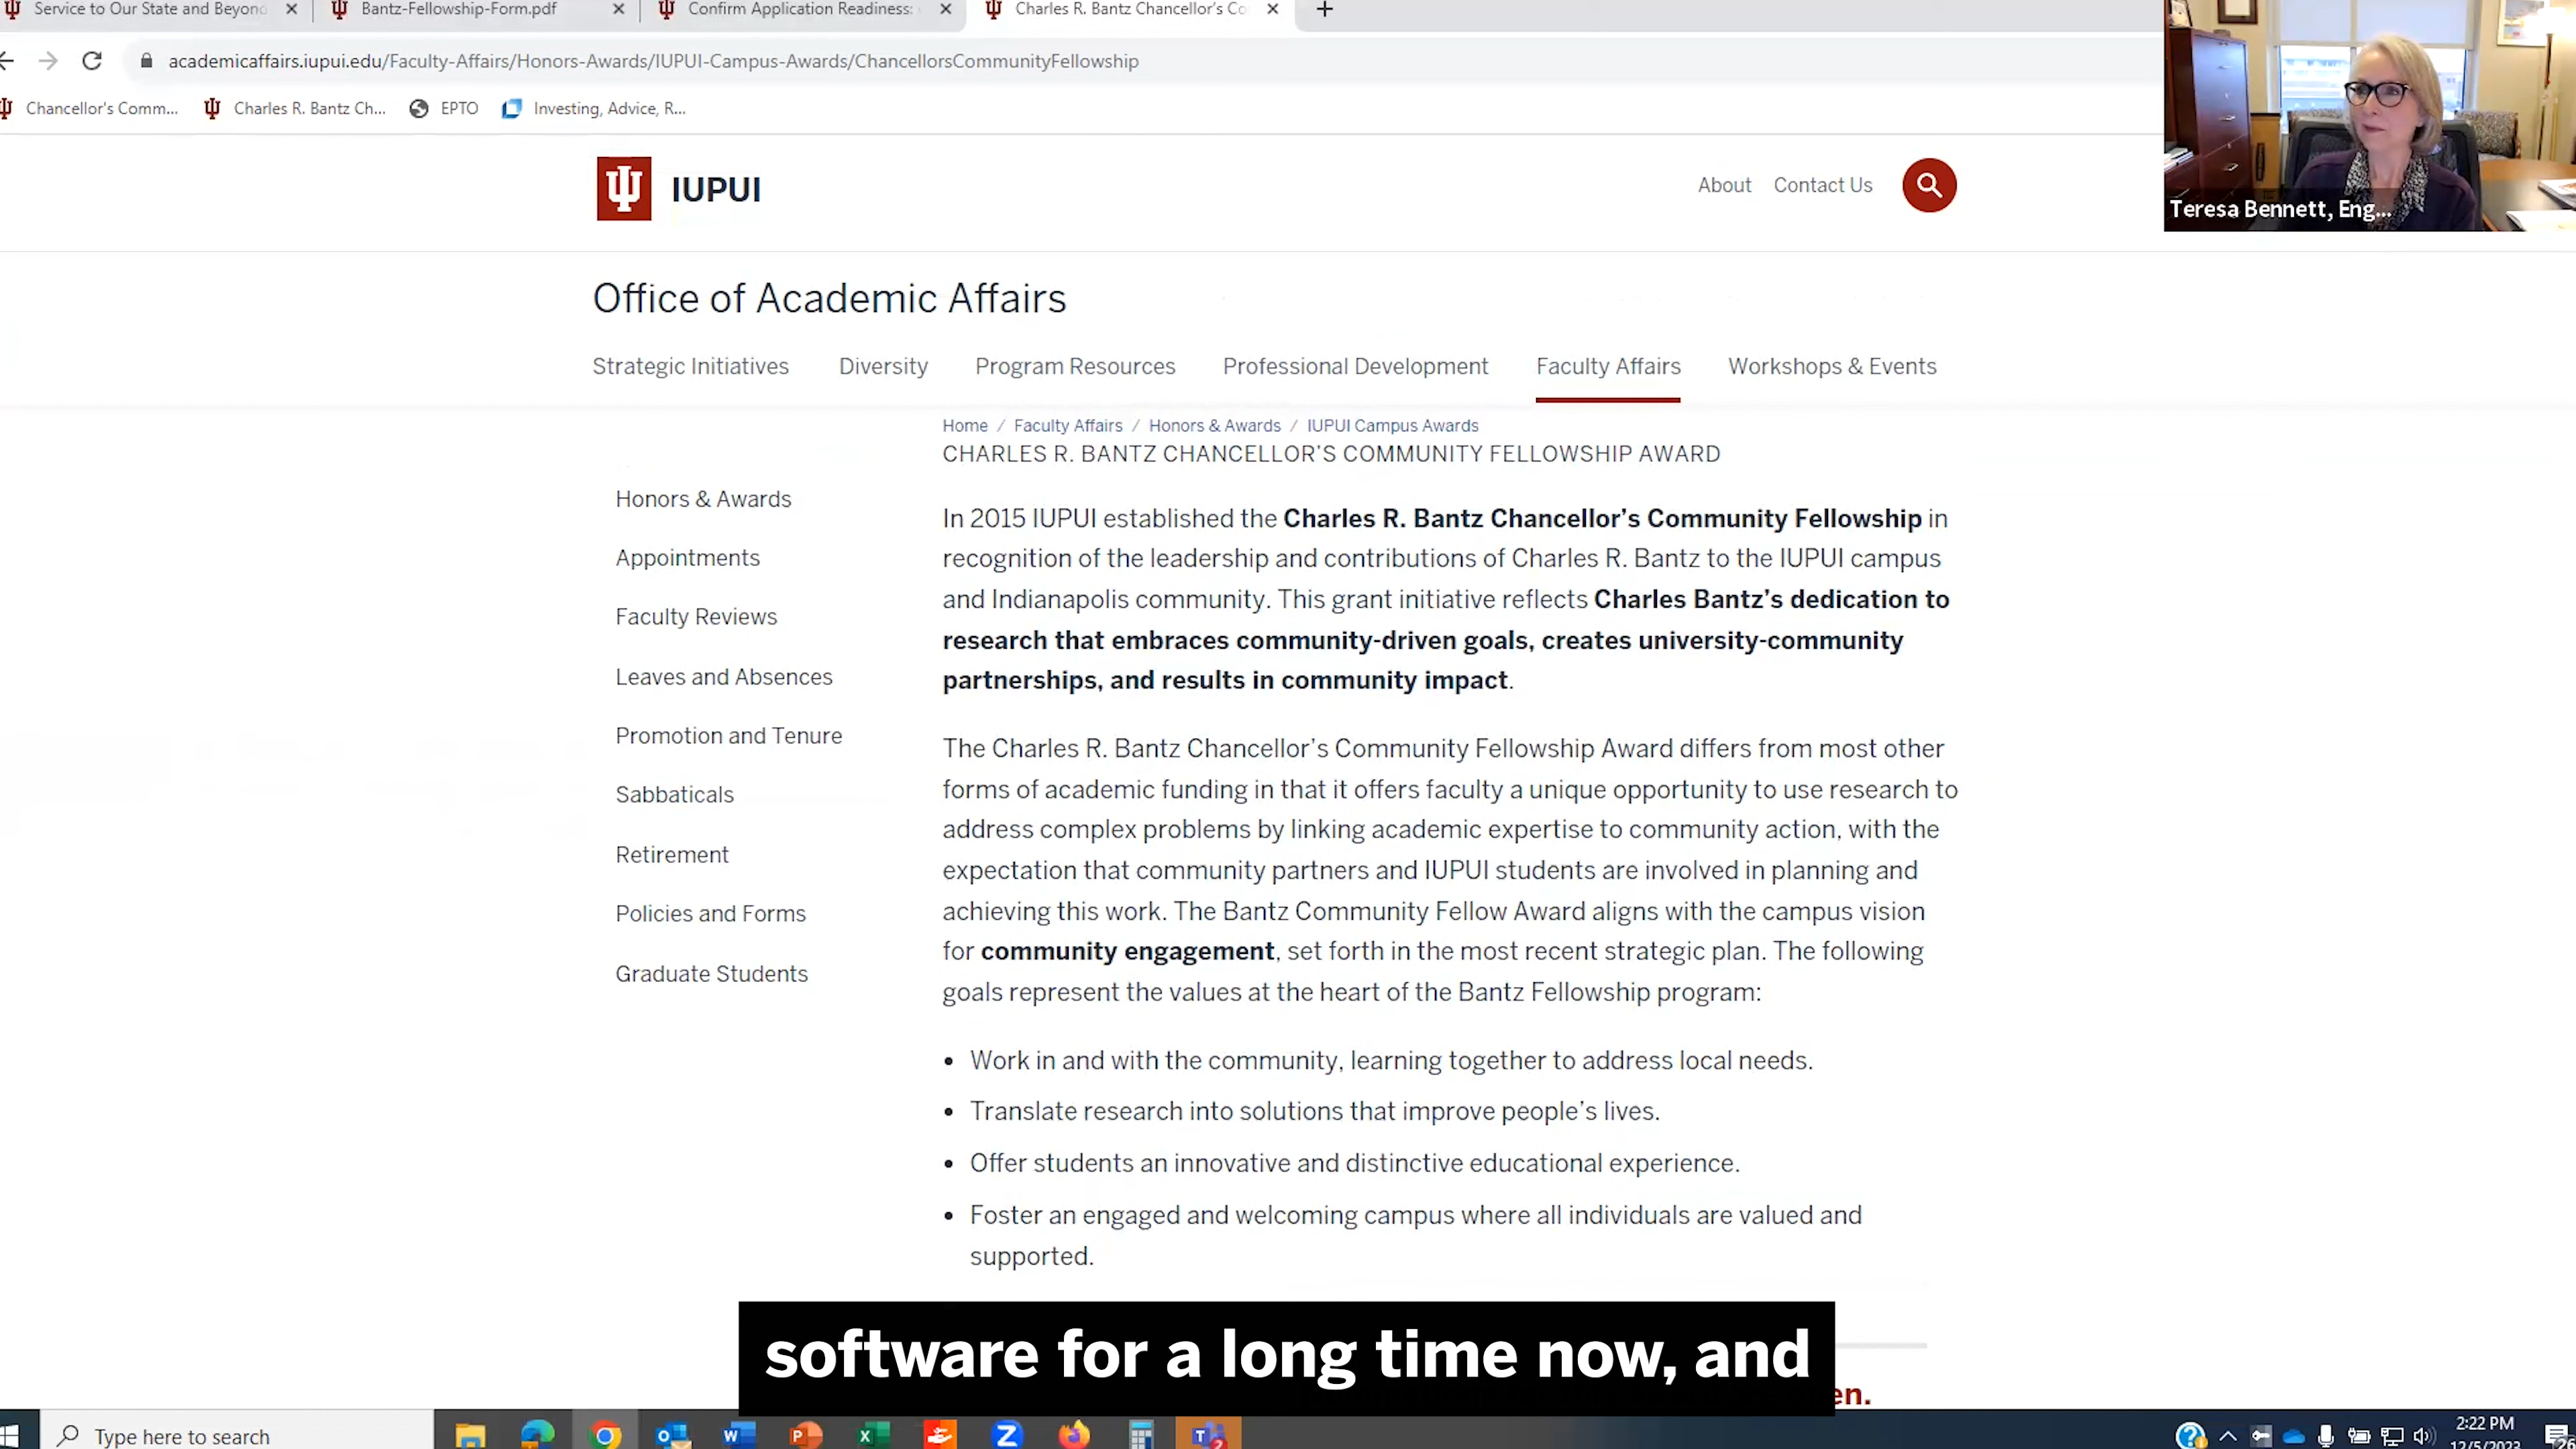 Service to Our State and Beyond
Bantz-Fellowship-Form.pdf
Confirm Application Readiness:
Charles R. Bantz Chancellor's Co
academicaffairs.iupui.edu/Faculty-Affairs/Honors-Awards/IUPUI-Campus-Awards/ChancellorsCommunityFellowship
Chancellor's Comm...
Charles R. Bantz Ch...
EPTO
Investing, Advice, R...
Teresa Bennett, Eng...
IUPUI
About
Contact Us
Office of Academic Affairs
Strategic Initiatives
Diversity
Program Resources
Professional Development
Faculty Affairs
Workshops & Events
Home / Faculty Affairs / Honors & Awards / IUPUI Campus Awards
CHARLES R. BANTZ CHANCELLOR'S COMMUNITY FELLOWSHIP AWARD
Honors & Awards
Appointments
Faculty Reviews
Leaves and Absences
Promotion and Tenure
Sabbaticals
Retirement
Policies and Forms
Graduate Students
In 2015 IUPUI established the Charles R. Bantz Chancellor's Community Fellowship in
recognition of the leadership and contributions of Charles R. Bantz to the IUPUI campus
and Indianapolis community. This grant initiative reflects Charles Bantz's dedication to
research that embraces community-driven goals, creates university-community
partnerships, and results in community impact.
The Charles R. Bantz Chancellor's Community Fellowship Award differs from most other
forms of academic funding in that it offers faculty a unique opportunity to use research to
address complex problems by linking academic expertise to community action, with the
expectation that community partners and IUPUI students are involved in planning and
achieving this work. The Bantz Community Fellow Award aligns with the campus vision
for community engagement, set forth in the most recent strategic plan. The following
goals represent the values at the heart of the Bantz Fellowship program:
• Work in and with the community, learning together to address local needs.
• Translate research into solutions that improve people's lives.
• Offer students an innovative and distinctive educational experience.
• Foster an engaged and welcoming campus where all individuals are valued and
supported.
software for a long time now, and
en.
Type here to search
2:22 PM
12/5/2023